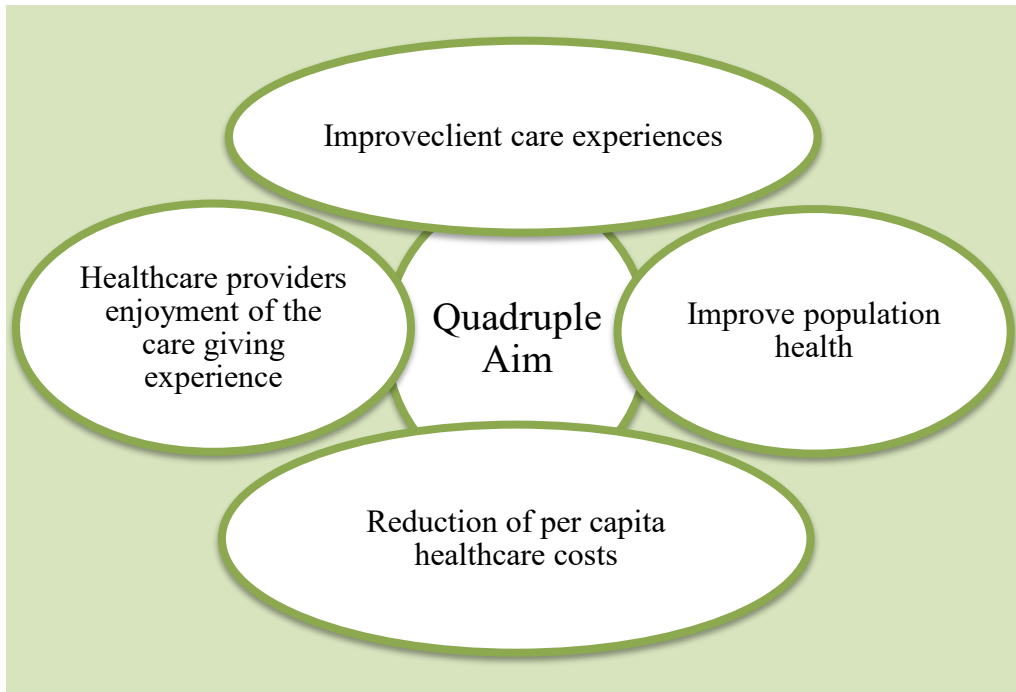 Improveclient care experiences
Healthcare providers
enjoyment of the
care giving
experience
Quadruple
Aim
Improve population
health
Reduction of per capita
healthcare costs